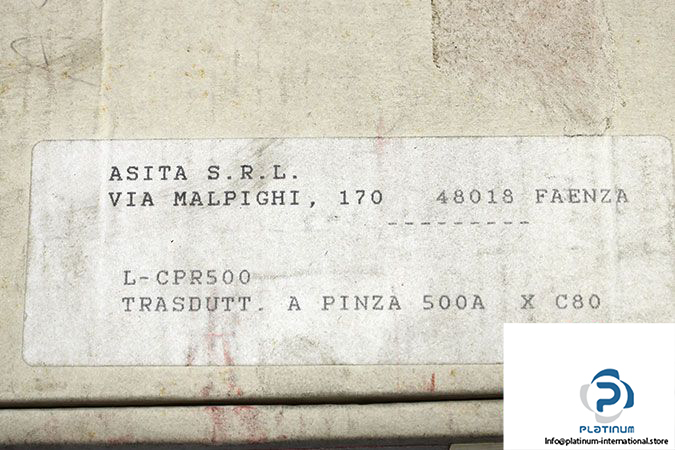 ASITA S.R.L.
VIA MALPIGHI, 170 48018 FAENZA
---------
L-CPR500
TRASDUTT. A PINZA 500A X C80
PLATINUM
info@platinum-international.store